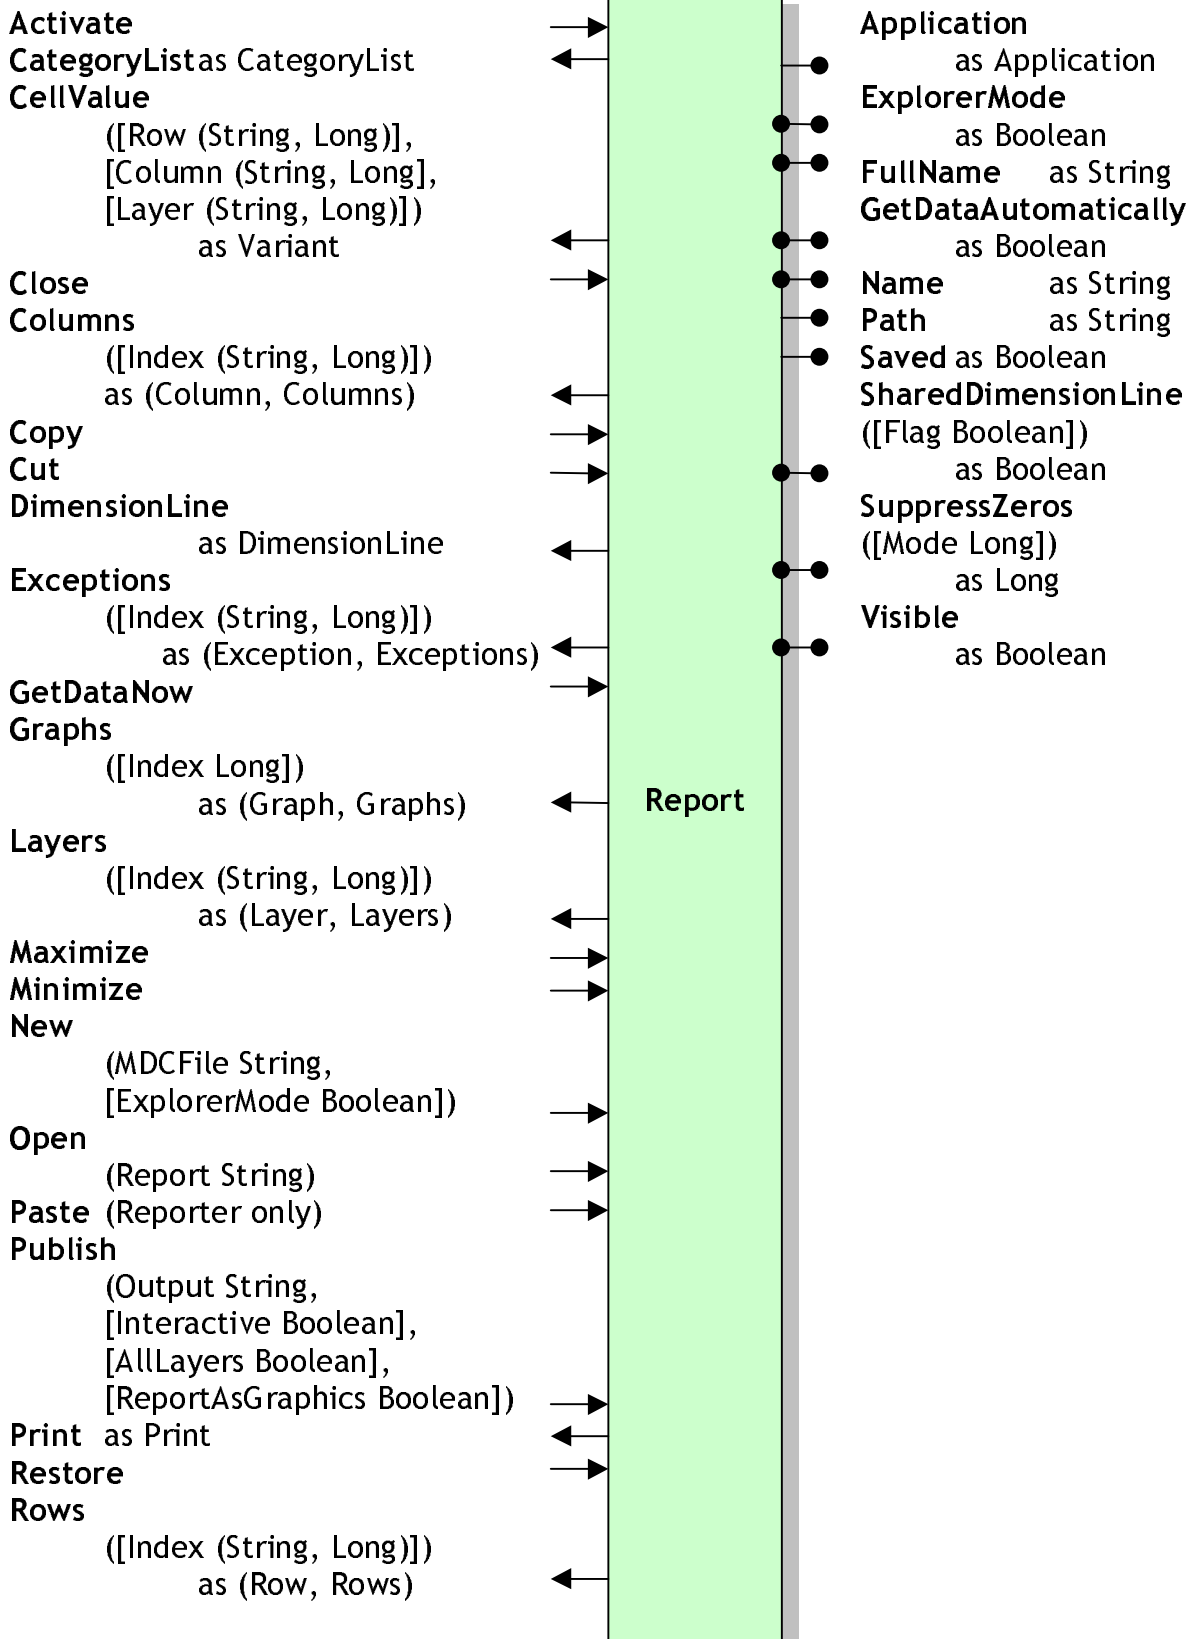 Activate
CategoryList as CategoryList
CellValue
([Row (String, Long)],
[Column (String, Long],
[Layer (String, Long)])
as Variant
Close
Columns
([Index (String, Long)])
as (Column, Columns)
Copy
Cut
DimensionLine
as DimensionLine
Exceptions
([Index (String, Long)])
as (Exception, Exceptions)
GetDataNow
Graphs
([Index Long])
as (Graph, Graphs)
Layers
([Index (String, Long)])
as (Layer, Layers)
Maximize
Minimize
New
(MDCFile String,
[ExplorerMode Boolean])
Open
(Report String)
Paste (Reporter only)
Publish
(Output String,
[Interactive Boolean],
[AllLayers Boolean],
[ReportAsGraphics Boolean])
Print as Print
Restore
Rows
([Index (String, Long)])
as (Row, Rows)
Report
Application
as Application
ExplorerMode
as Boolean
FullName as String
GetDataAutomatically
as Boolean
Name as String
Path as String
Saved as Boolean
SharedDimensionLine
([Flag Boolean])
as Boolean
SuppressZeros
([Mode Long])
as Long
Visible
as Boolean